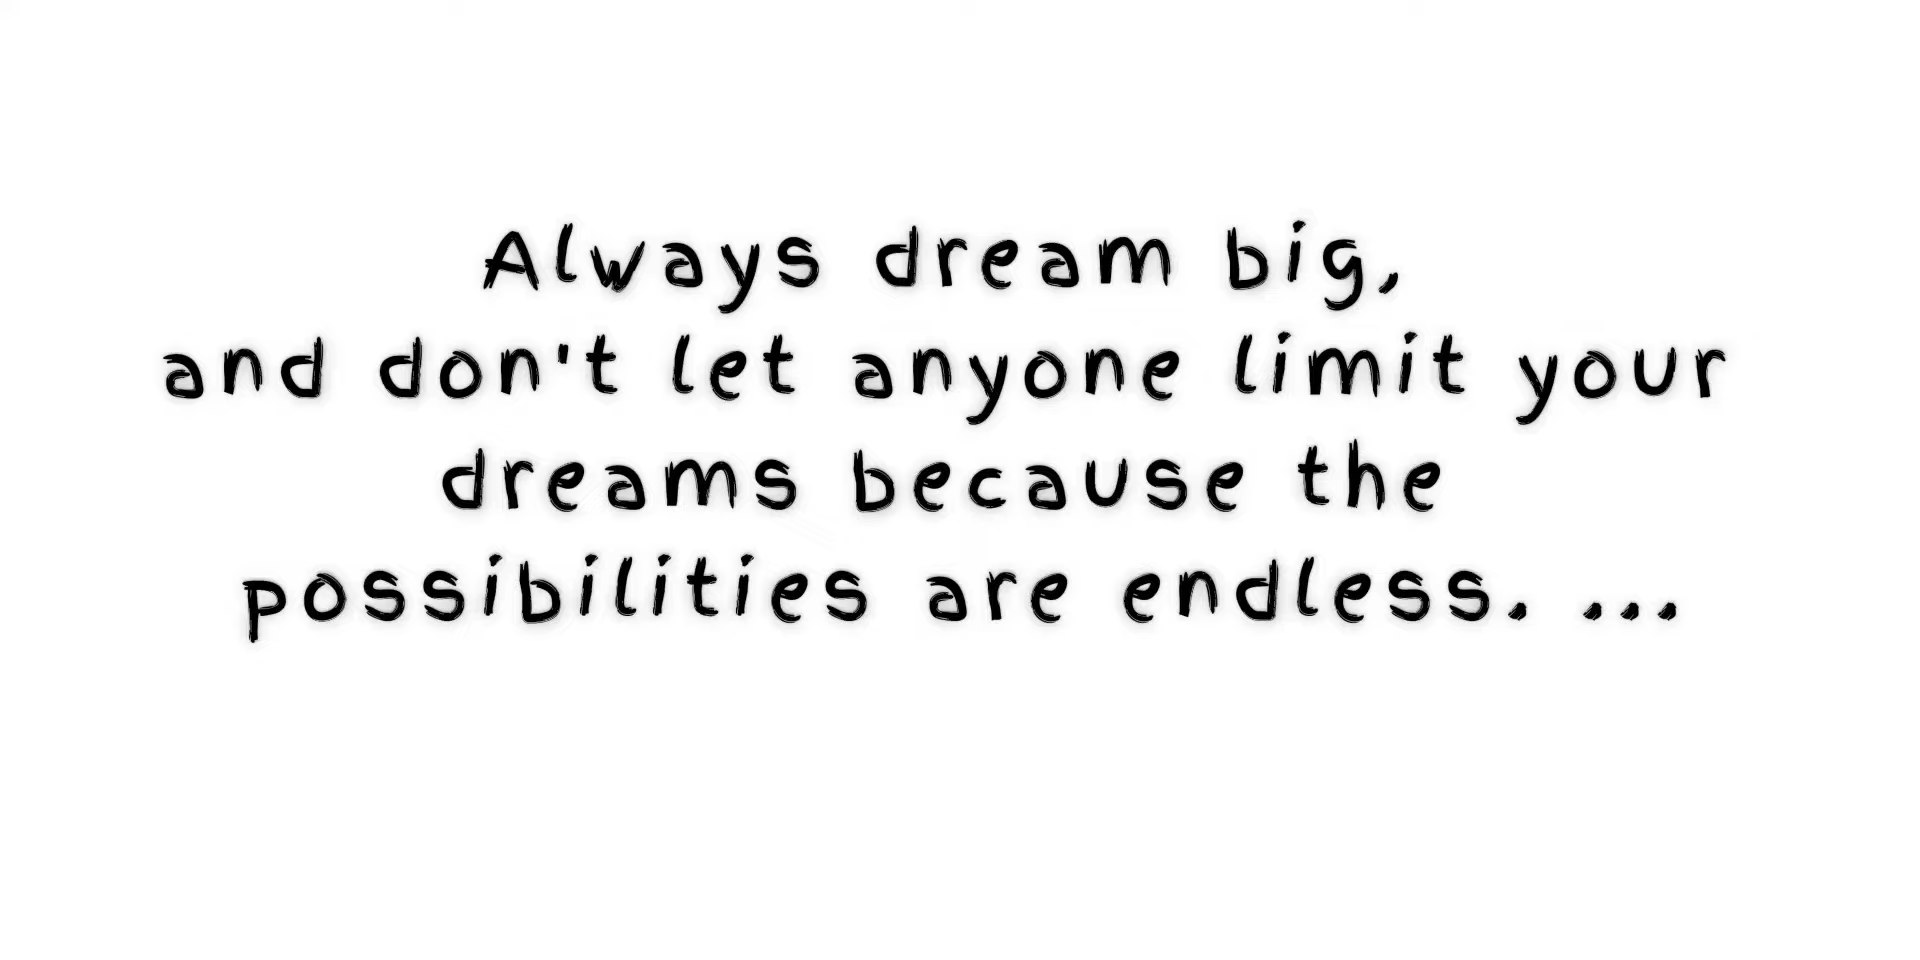 Always dream big,
and don't let anyone limit your
dreams because the
possibilities are endless. ...